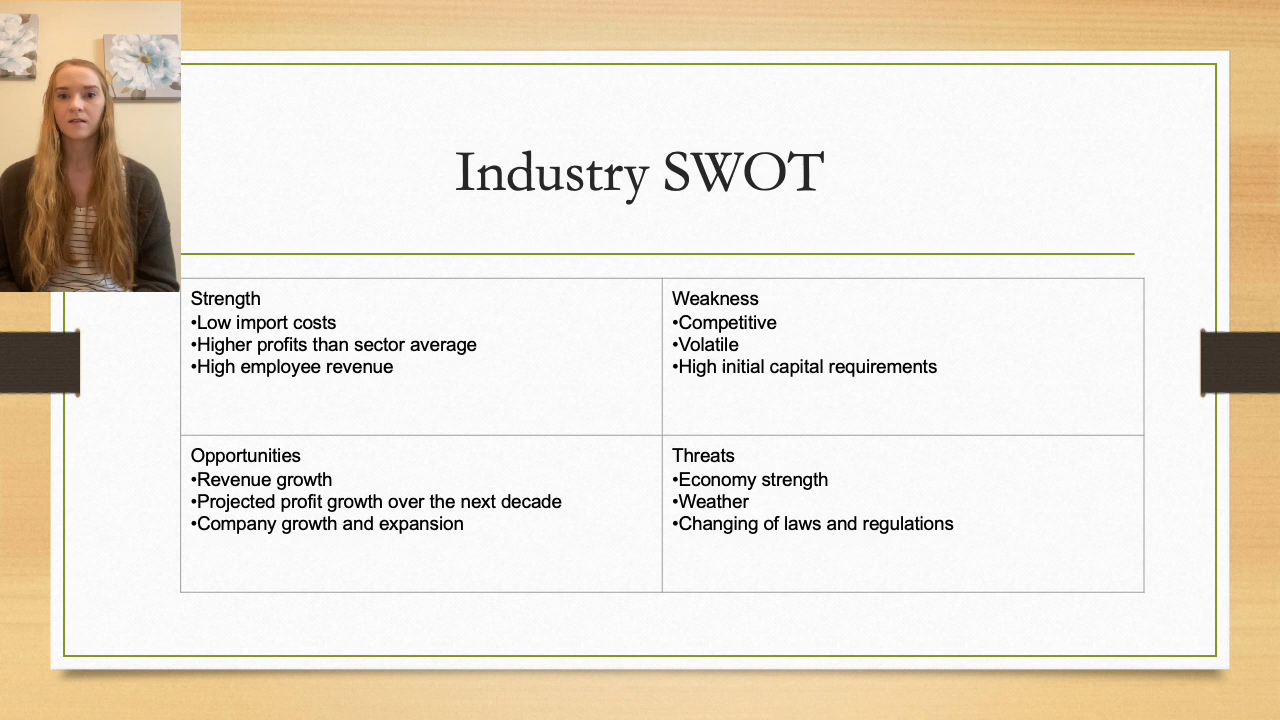 Industry SWOT
Strength
•Low import costs
•Higher profits than sector average
•High employee revenue
Weakness
•Competitive
•Volatile
•High initial capital requirements
Opportunities
•Revenue growth
•Projected profit growth over the next decade
•Company growth and expansion
Threats
•Economy strength
•Weather
•Changing of laws and regulations